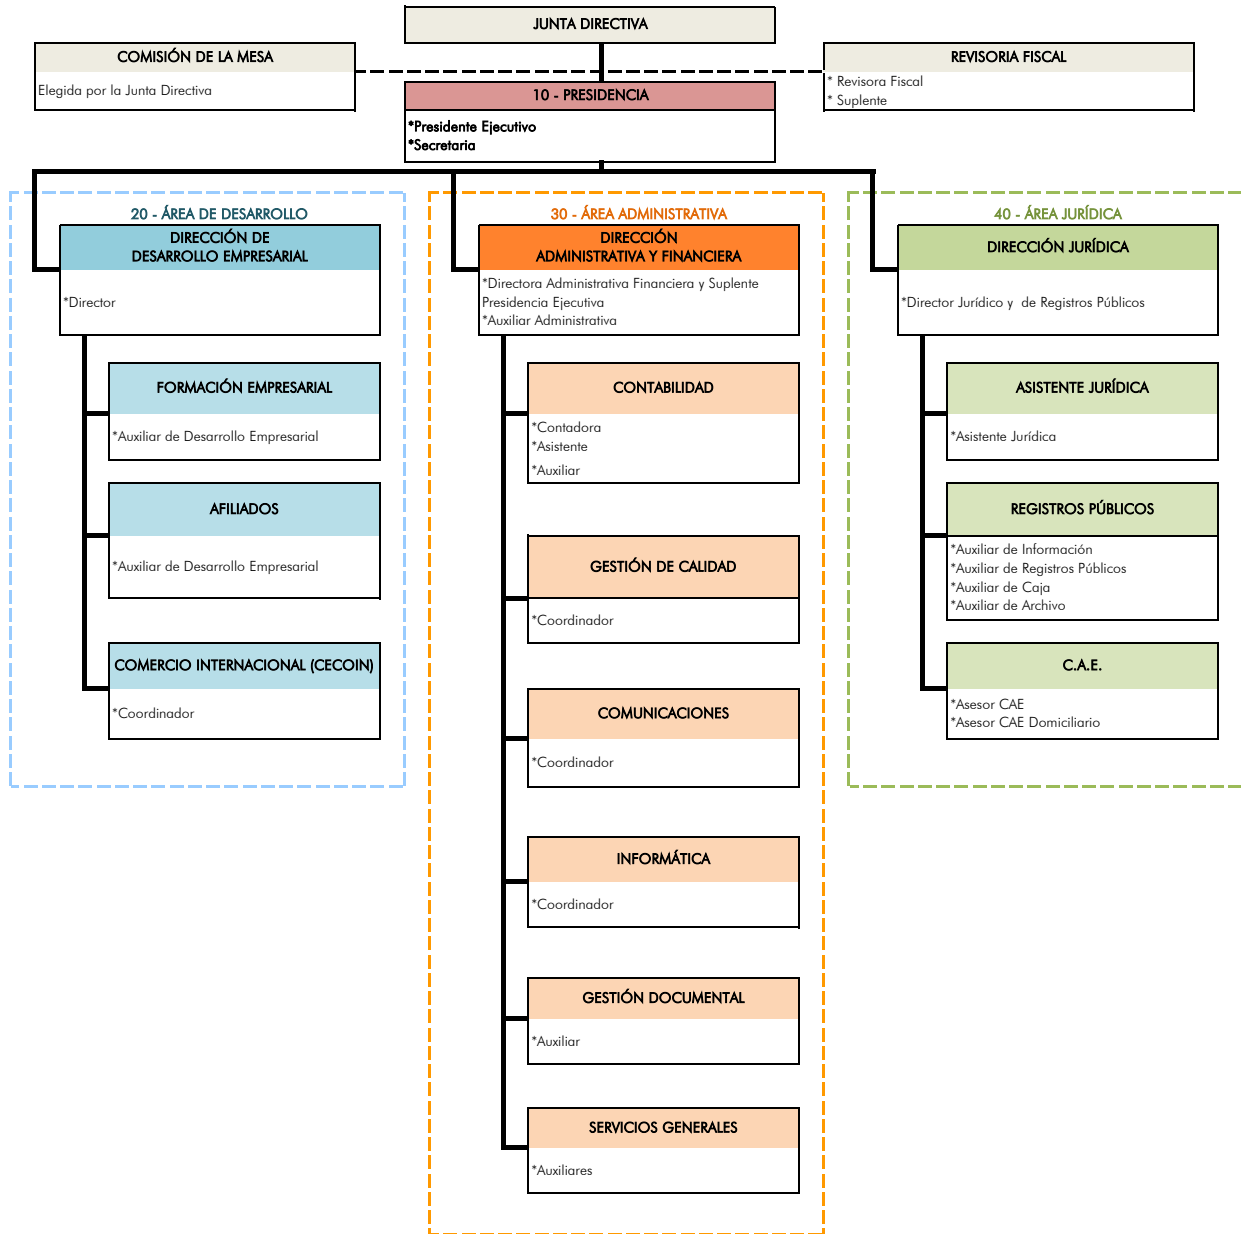 JUNTA DIRECTIVA
COMISIÓN DE LA MESA
Elegida por la Junta Directiva
REVISORIA FISCAL
* Revisora Fiscal
* Suplente
10 - PRESIDENCIA
*Presidente Ejecutivo
*Secretaria
20 - ÁREA DE DESARROLLO
DIRECCIÓN DE
DESARROLLO EMPRESARIAL
*Director
FORMACIÓN EMPRESARIAL
*Auxiliar de Desarrollo Empresarial
AFILIADOS
*Auxiliar de Desarrollo Empresarial
COMERCIO INTERNACIONAL (CECOIN)
*Coordinador
30 - ÁREA ADMINISTRATIVA
DIRECCIÓN
ADMINISTRATIVA Y FINANCIERA
*Directora Administrativa Financiera y Suplente
Presidencia Ejecutiva
*Auxiliar Administrativa
CONTABILIDAD
*Contadora
*Asistente
*Auxiliar
GESTIÓN DE CALIDAD
*Coordinador
COMUNICACIONES
*Coordinador
INFORMÁTICA
*Coordinador
GESTIÓN DOCUMENTAL
*Auxiliar
SERVICIOS GENERALES
*Auxiliares
40 - ÁREA JURÍDICA
DIRECCIÓN JURÍDICA
*Director Jurídico y  de Registros Públicos
ASISTENTE JURÍDICA
*Asistente Jurídica
REGISTROS PÚBLICOS
*Auxiliar de Información
*Auxiliar de Registros Públicos
*Auxiliar de Caja
*Auxiliar de Archivo
C.A.E.
*Asesor CAE
*Asesor CAE Domiciliario